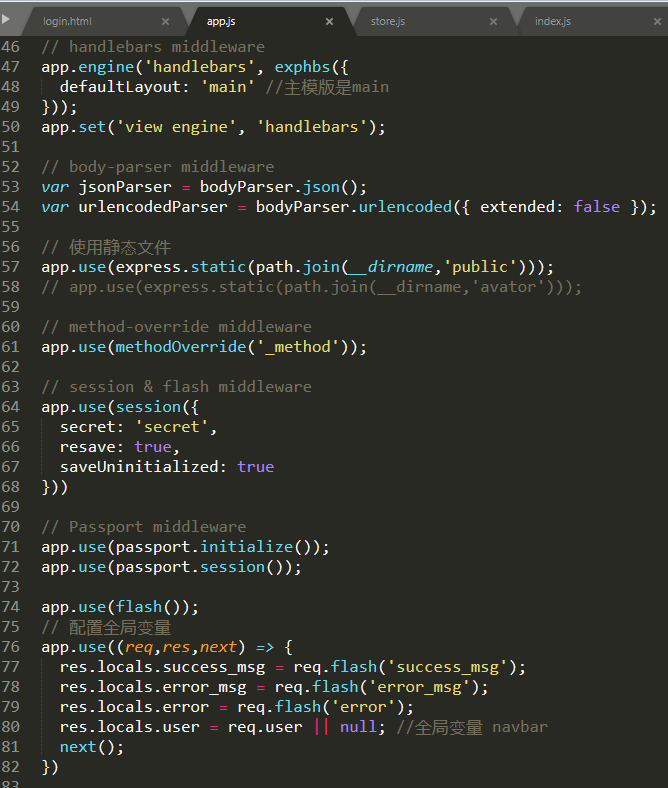 login.html × app.js × store.js × index.js ×
46 // handlebars middleware
47 app.engine('handlebars', exphbs({
48   defaultLayout: 'main' //主模版是main
49 }));
50 app.set('view engine', 'handlebars');
51
52 // body-parser middleware
53 var jsonParser = bodyParser.json();
54 var urlencodedParser = bodyParser.urlencoded({ extended: false });
55
56 // 使用静态文件
57 app.use(express.static(path.join(__dirname,'public')));
58 // app.use(express.static(path.join(__dirname,'avator')));
59
60 // method-override middleware
61 app.use(methodOverride('_method'));
62
63 // session & flash middleware
64 app.use(session({
65   secret: 'secret',
66   resave: true,
67   saveUninitialized: true
68 }))
69
70 // Passport middleware
71 app.use(passport.initialize());
72 app.use(passport.session());
73
74 app.use(flash());
75 // 配置全局变量
76 app.use((req,res,next) => {
77   res.locals.success_msg = req.flash('success_msg');
78   res.locals.error_msg = req.flash('error_msg');
79   res.locals.error = req.flash('error');
80   res.locals.user = req.user || null; //全局变量 navbar
81   next();
82 })
83